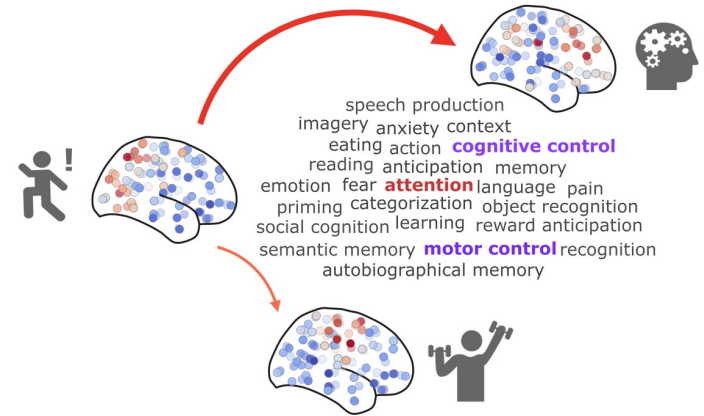 speech production
imagery anxiety context
eating action cognitive control
reading anticipation memory
emotion fear attention language pain
priming categorization object recognition
social cognition learning reward anticipation
semantic memory motor control recognition
autobiographical memory
!